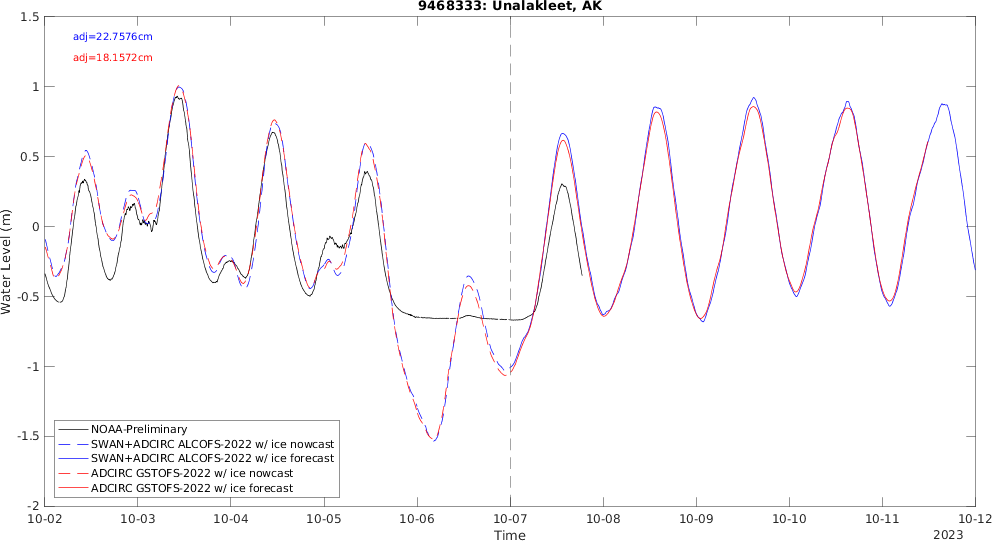 9468333: Unalakleet, AK
adj=22.7576cm
adj=18.1572cm
Water Level (m)
1.5
1
0.5
0
-0.5
-1
-1.5
-2
NOAA-Preliminary
SWAN+ADCIRC ALCOFS-2022 w/ ice nowcast
SWAN+ADCIRC ALCOFS-2022 w/ ice forecast
ADCIRC GSTOFS-2022 w/ ice nowcast
ADCIRC GSTOFS-2022 w/ ice forecast
10-02 10-03 10-04 10-05 10-06 10-07 10-08 10-09 10-10 10-11 10-12
Time
2023